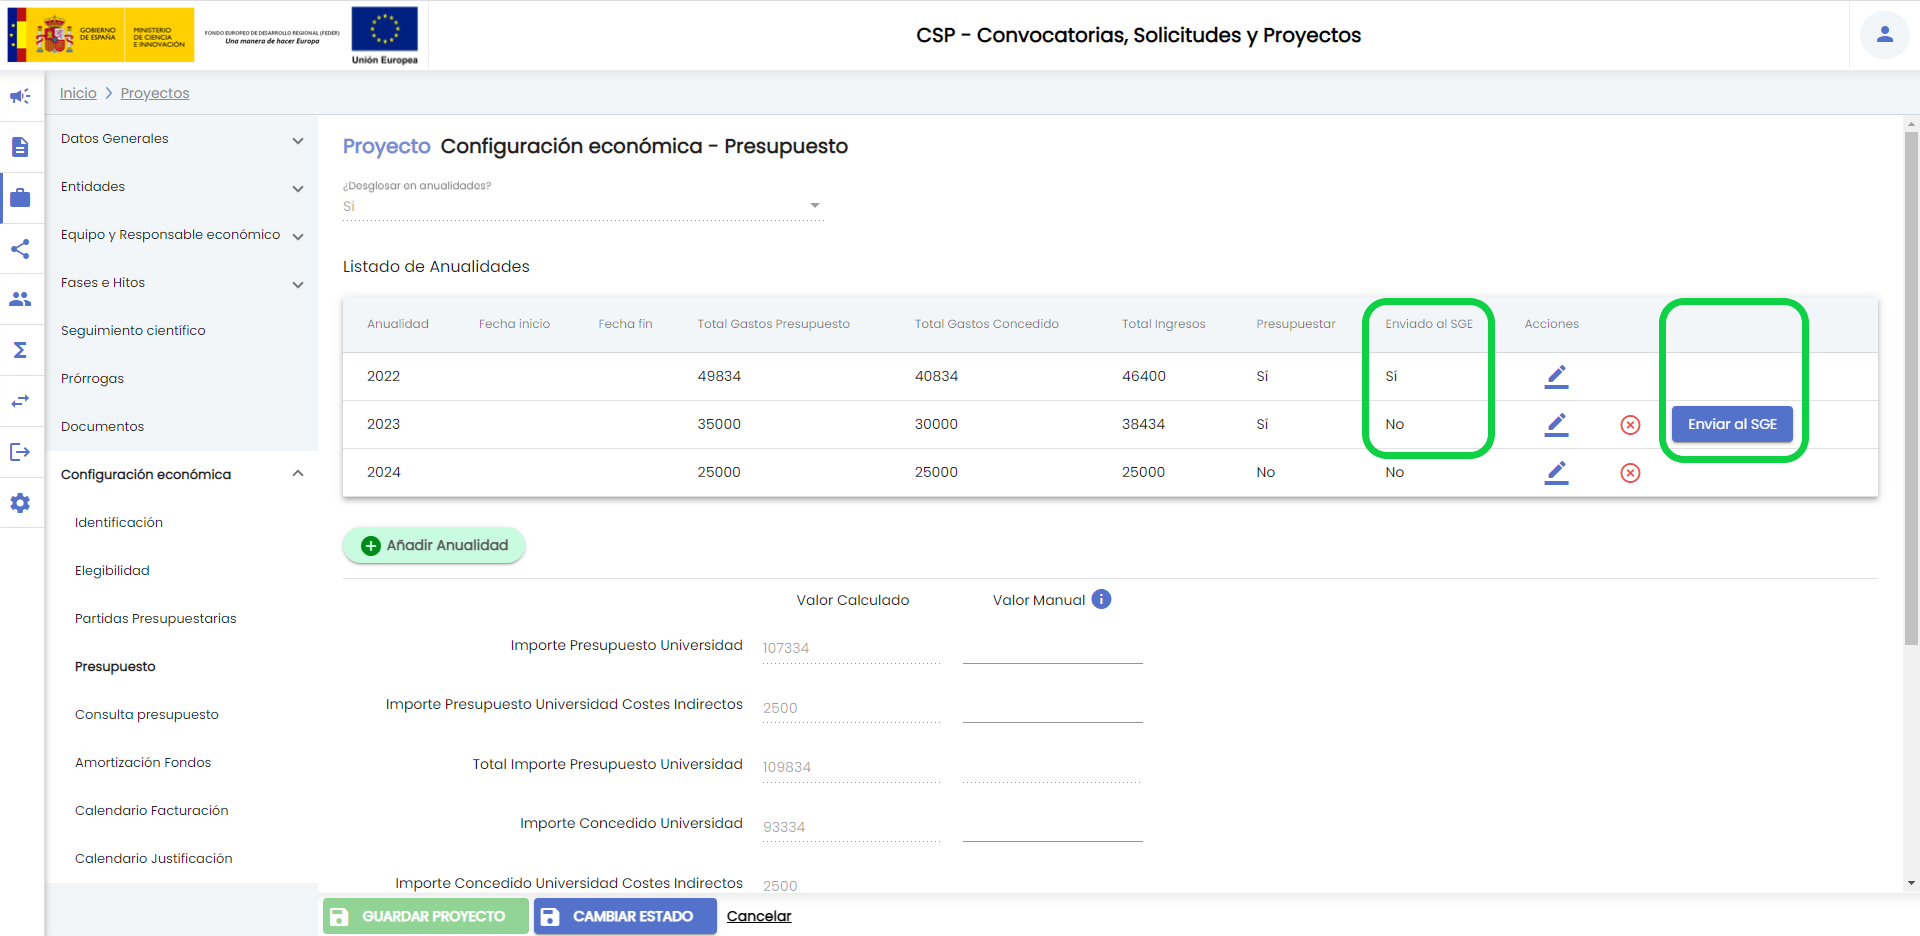 GOBIERNO
DE ESPAÑA
MINISTERIO
DE CIENCIA
E INNOVACIÓN
FONDO EUROPEO DE DESARROLLO REGIONAL (FEDER)
Una manera de hacer Europa
Unión Europea
CSP - Convocatorias, Solicitudes y Proyectos
Inicio > Proyectos
Datos Generales
Entidades
Equipo y Responsable económico
Fases e Hitos
Seguimiento científico
Prórrogas
Documentos
Configuración económica
Identificación
Elegibilidad
Partidas Presupuestarias
Presupuesto
Consulta presupuesto
Amortización Fondos
Calendario Facturación
Calendario Justificación
Proyecto Configuración económica - Presupuesto
¿Desglosar en anualidades?
Sí
Listado de Anualidades
Anualidad Fecha inicio Fecha fin Total Gastos Presupuesto Total Gastos Concedido Total Ingresos Presupuestar Enviado al SGE Acciones
2022 49834 40834 46400 Sí Sí
2023 35000 30000 38434 Sí No Enviar al SGE
2024 25000 25000 25000 No No
Añadir Anualidad
Valor Calculado Valor Manual i
Importe Presupuesto Universidad 107334
Importe Presupuesto Universidad Costes Indirectos 2500
Total Importe Presupuesto Universidad 109834
Importe Concedido Universidad 93334
Importe Concedido Universidad Costes Indirectos 2500
GUARDAR PROYECTO CAMBIAR ESTADO Cancelar